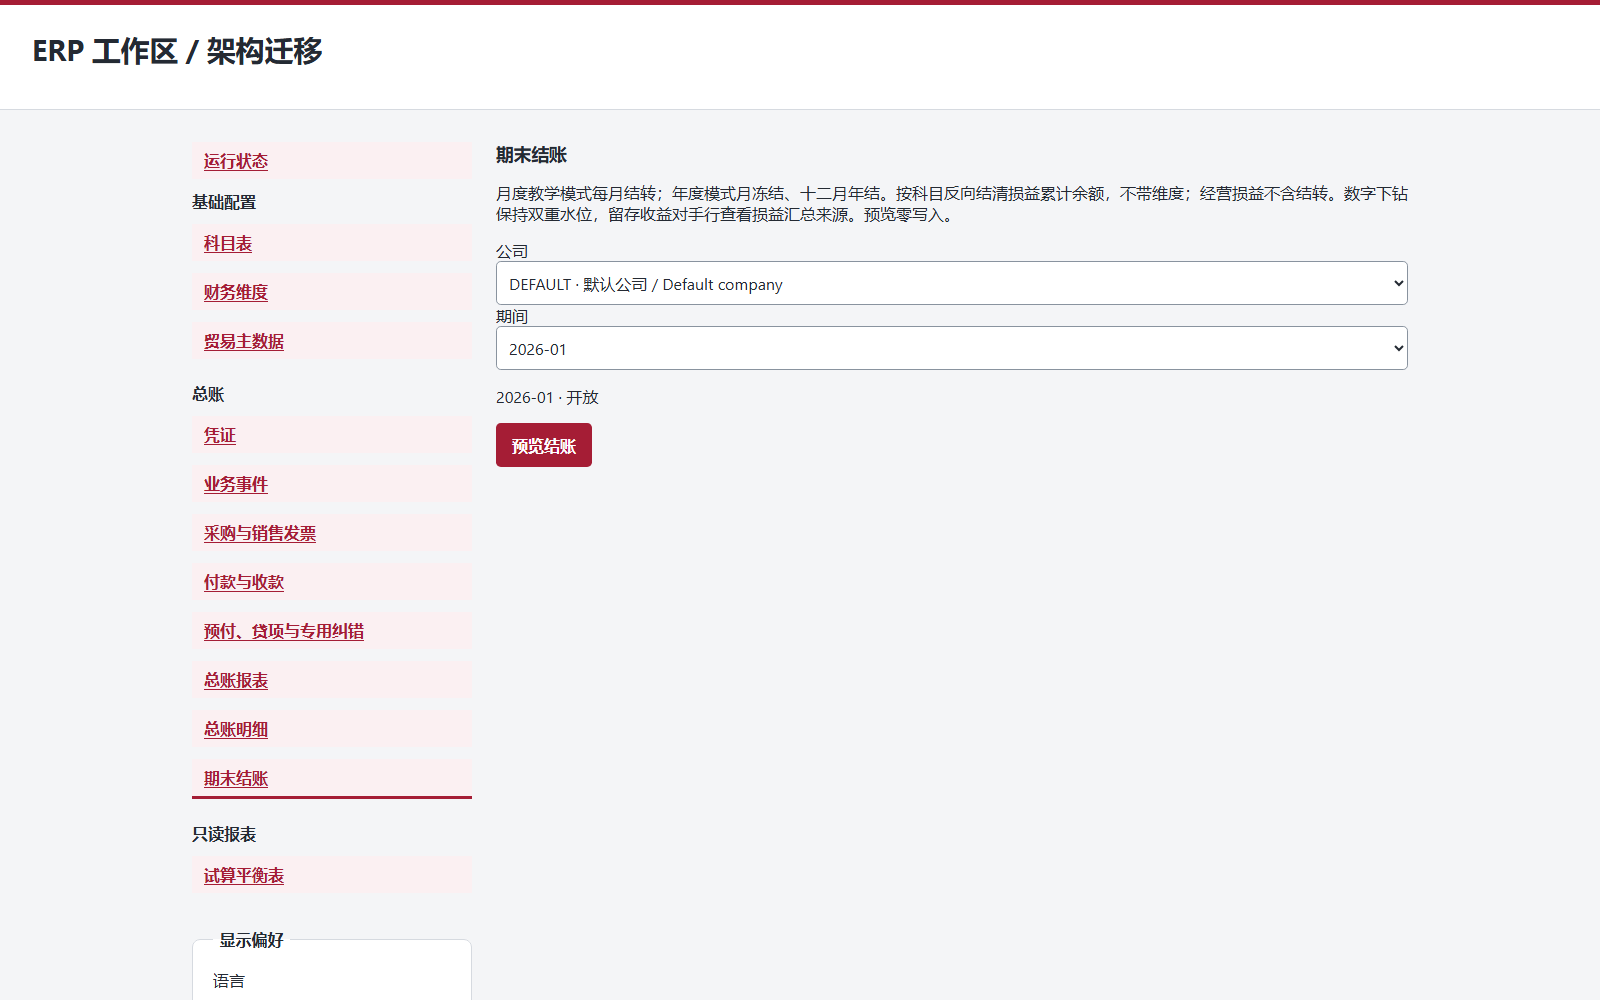 ERP 工作区 / 架构迁移
运行状态
基础配置
科目表
财务维度
贸易主数据
总账
凭证
业务事件
采购与销售发票
付款与收款
预付、贷项与专用纠错
总账报表
总账明细
期末结账
只读报表
试算平衡表
显示偏好
语言
期末结账
月度教学模式每月结转；年度模式月冻结、十二月年结。按科目反向结清损益累计余额，不带维度；经营损益不含结转。数字下钻
保持双重水位，留存收益对手行查看损益汇总来源。预览零写入。
公司
DEFAULT · 默认公司 / Default company
期间
2026-01
2026-01 · 开放
预览结账